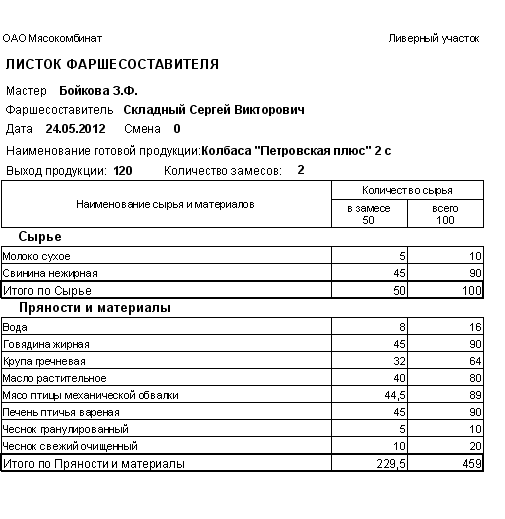 ОАО Мясокомбинат Ливерный участок
ЛИСТОК ФАРШЕСОСТАВИТЕЛЯ
Мастер Бойкова З.Ф.
Фаршесоставитель Складный Сергей Викторович
Дата 24.05.2012 Смена 0
Наименование готовой продукции:Колбаса "Петровская плюс" 2 с
Выход продукции: 120 Количество замесов: 2
Наименование сырья и материалов Количество сырья
в замесе всего
50 100
Сырье
Молоко сухое 5 10
Свинина нежирная 45 90
Итого по Сырье 50 100
Пряности и материалы
Вода 8 16
Говядина жирная 45 90
Крупа гречневая 32 64
Масло растительное 40 80
Мясо птицы механической обвалки 44,5 89
Печень птичья вареная 45 90
Чеснок гранулированный 5 10
Чеснок свежий очищенный 10 20
Итого по Пряности и материалы 229,5 459